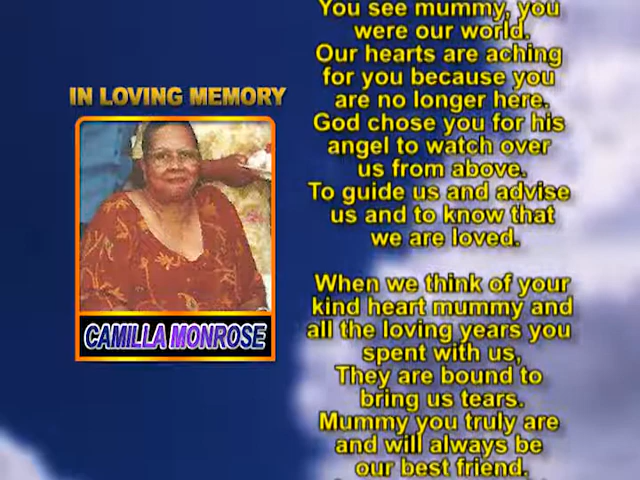 IN LOVING MEMORY
CAMILLA MONROSE
You see mummy, you
were our world.
Our hearts are aching
for you because you
are no longer here.
God chose you for his
angel to watch over
us from above.
To guide us and advise
us and to know that
we are loved.
When we think of your
kind heart mummy and
all the loving years you
spent with us,
They are bound to
bring us tears.
Mummy you truly are
and will always be
our best friend.